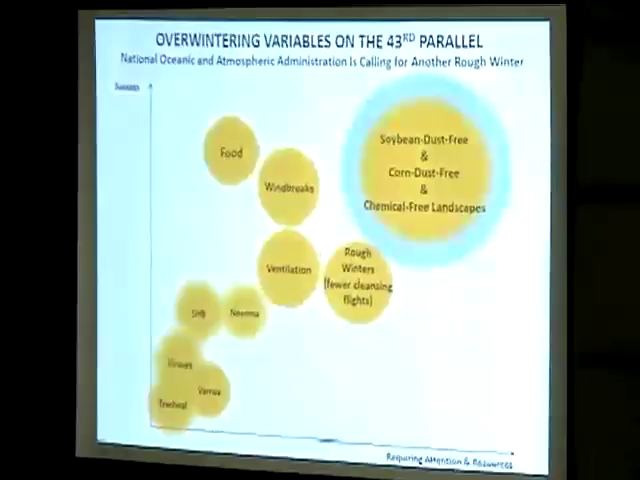 OVERWINTERING VARIABLES ON THE 43RD PARALLEL
National Oceanic and Atmospheric Administration Is Calling for Another Rough Winter
Success
Food
Windbreaks
Soybean-Dust-Free
&
Corn-Dust-Free
&
Chemical-Free Landscapes
Ventilation
Rough
Winters
(fewer cleansing
flights)
SHB
Nosema
Viruses
Varroa
Tracheal
Requiring Attention & Resources